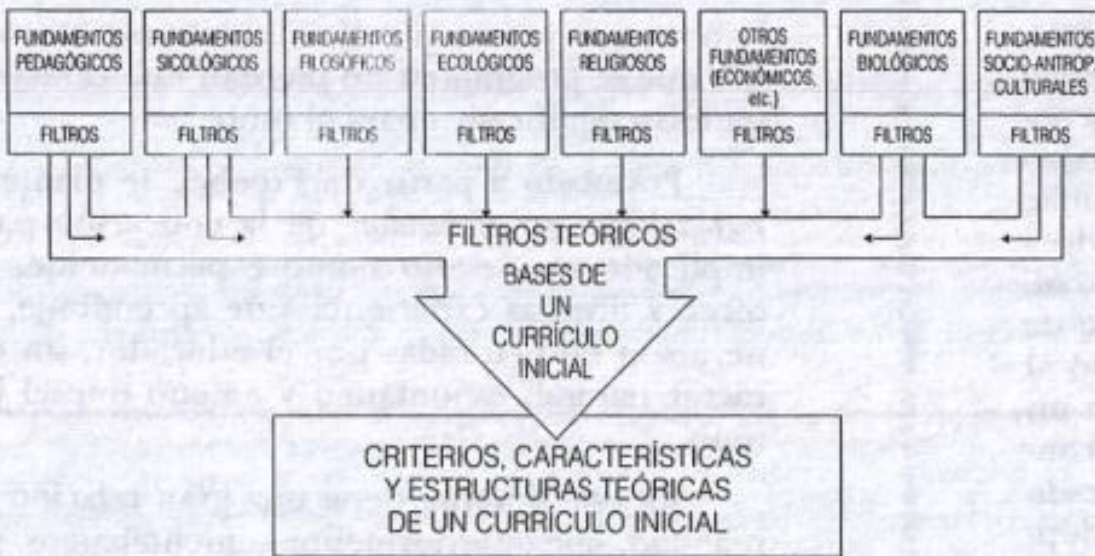 FUNDAMENTOS
PEDAGÓGICOS
FILTROS
FUNDAMENTOS
SICOLÓGICOS
FILTROS
FUNDAMENTOS
FILOSÓFICOS
FILTROS
FUNDAMENTOS
ECOLÓGICOS
FILTROS
FUNDAMENTOS
RELIGIOSOS
FILTROS
OTROS
FUNDAMENTOS
(ECONÓMICOS,
etc.)
FILTROS
FUNDAMENTOS
BIOLÓGICOS
FILTROS
FUNDAMENTOS
SOCIO-ANTROP.
CULTURALES
FILTROS
FILTROS TEÓRICOS
BASES DE
UN
CURRÍCULO
INICIAL
CRITERIOS, CARACTERÍSTICAS
Y ESTRUCTURAS TEÓRICAS
DE UN CURRÍCULO INICIAL